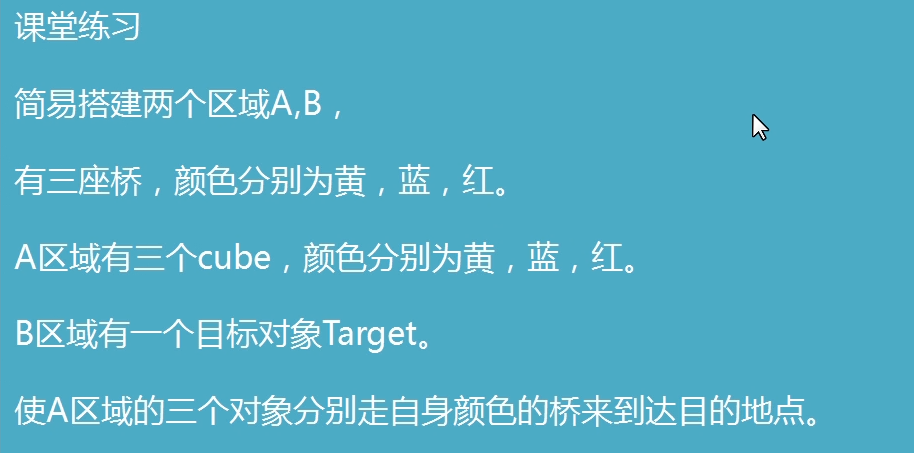 课堂练习
简易搭建两个区域A,B，
有三座桥，颜色分别为黄，蓝，红。
A区域有三个cube，颜色分别为黄，蓝，红。
B区域有一个目标对象Target。
使A区域的三个对象分别走自身颜色的桥来到达目的地点。